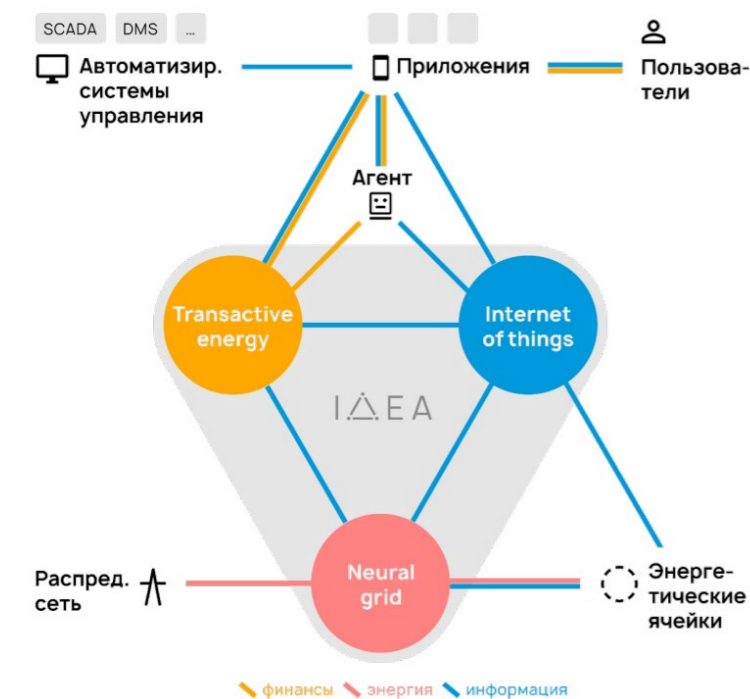 SCADA DMS ...
Автоматизир.
системы
управления
Приложения
Пользова-
тели
Агент
Transactive
energy
Internet
of things
IDEA
Neural
grid
Распред.
сеть
Энерге-
тические
ячейки
финансы энергия информация